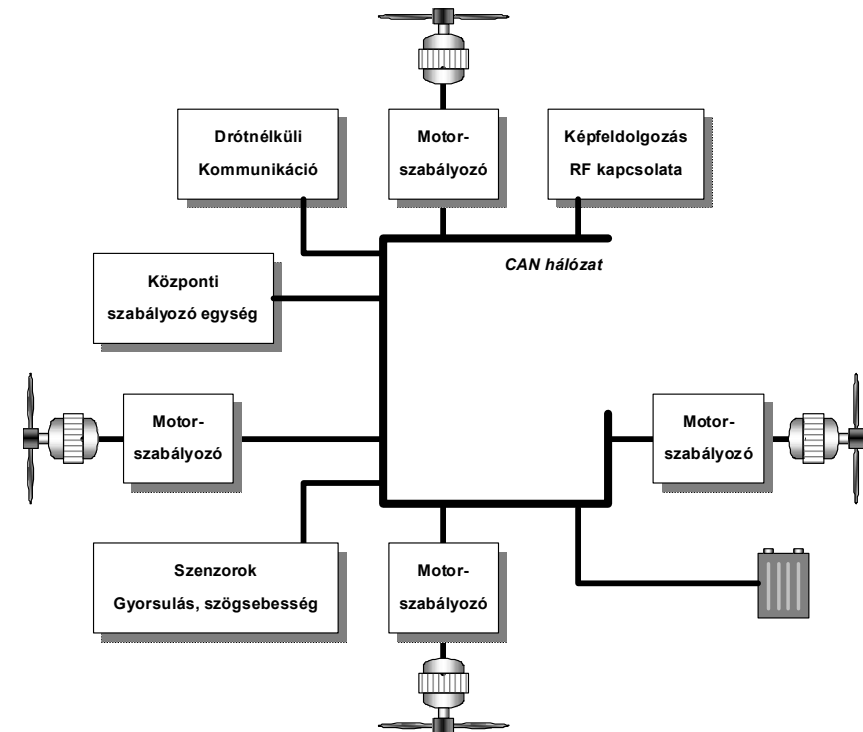 Drótnélküli
Kommunikáció
Motor-
szabályozó
Képfeldolgozás
RF kapcsolata
CAN hálózat
Központi
szabályozó egység
Motor-
szabályozó
Motor-
szabályozó
Szenzorok
Gyorsulás, szögsebesség
Motor-
szabályozó